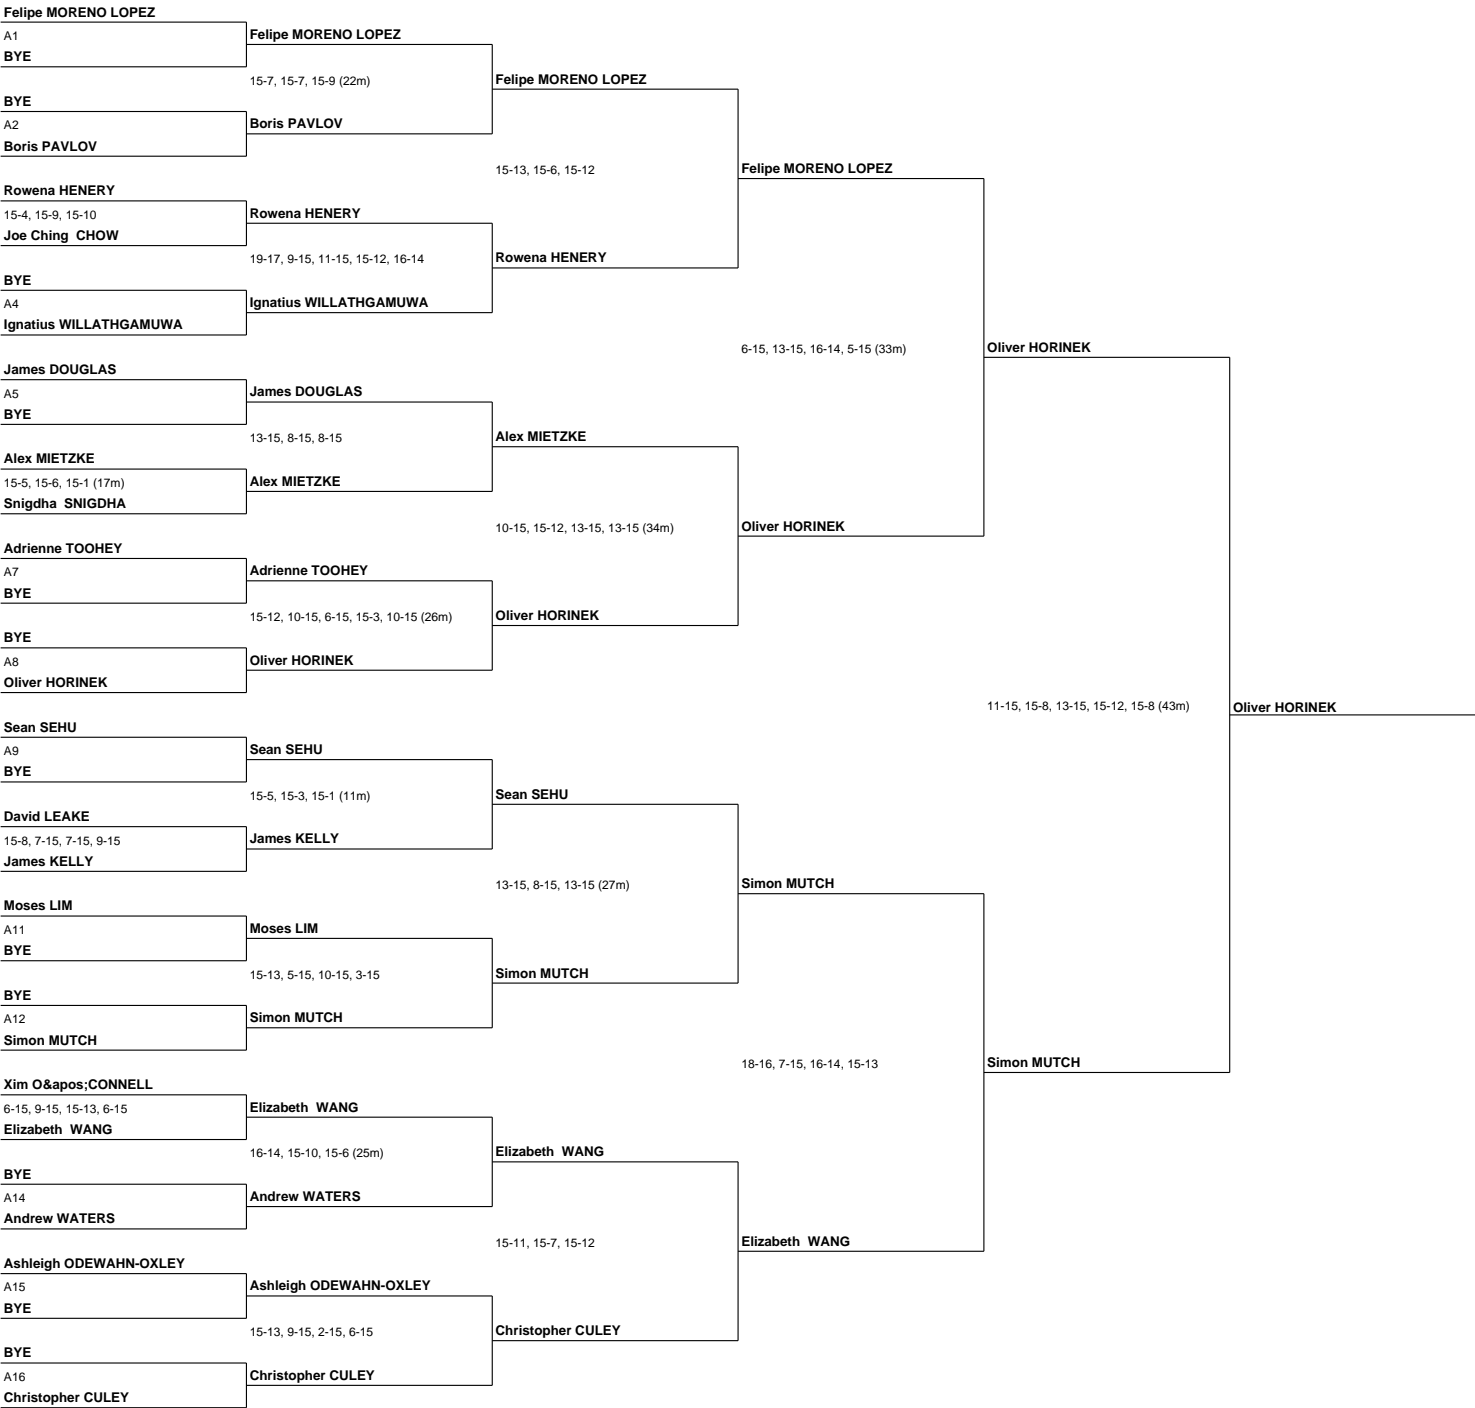 Felipe MORENO LOPEZ
A1
BYE
BYE
A2
Boris PAVLOV
Rowena HENERY
15-4, 15-9, 15-10
Joe Ching  CHOW
BYE
A4
Ignatius WILLATHGAMUWA
James DOUGLAS
A5
BYE
Alex MIETZKE
15-5, 15-6, 15-1 (17m)
Snigdha  SNIGDHA
Adrienne TOOHEY
A7
BYE
BYE
A8
Oliver HORINEK
Sean SEHU
A9
BYE
David LEAKE
15-8, 7-15, 7-15, 9-15
James KELLY
Moses LIM
A11
BYE
BYE
A12
Simon MUTCH
Xim O&apos;CONNELL
6-15, 9-15, 15-13, 6-15
Elizabeth  WANG
BYE
A14
Andrew WATERS
Ashleigh ODEWAHN-OXLEY
A15
BYE
BYE
A16
Christopher CULEY
Felipe MORENO LOPEZ
15-7, 15-7, 15-9 (22m)
Boris PAVLOV
Rowena HENERY
19-17, 9-15, 11-15, 15-12, 16-14
Ignatius WILLATHGAMUWA
James DOUGLAS
13-15, 8-15, 8-15
Alex MIETZKE
Adrienne TOOHEY
15-12, 10-15, 6-15, 15-3, 10-15 (26m)
Oliver HORINEK
Sean SEHU
15-5, 15-3, 15-1 (11m)
James KELLY
Moses LIM
15-13, 5-15, 10-15, 3-15
Simon MUTCH
Elizabeth  WANG
16-14, 15-10, 15-6 (25m)
Andrew WATERS
Ashleigh ODEWAHN-OXLEY
15-13, 9-15, 2-15, 6-15
Christopher CULEY
Felipe MORENO LOPEZ
15-13, 15-6, 15-12
Rowena HENERY
Alex MIETZKE
10-15, 15-12, 13-15, 13-15 (34m)
Oliver HORINEK
Sean SEHU
13-15, 8-15, 13-15 (27m)
Simon MUTCH
Elizabeth  WANG
15-11, 15-7, 15-12
Christopher CULEY
Felipe MORENO LOPEZ
6-15, 13-15, 16-14, 5-15 (33m)
Oliver HORINEK
Simon MUTCH
18-16, 7-15, 16-14, 15-13
Elizabeth  WANG
Oliver HORINEK
11-15, 15-8, 13-15, 15-12, 15-8 (43m)
Simon MUTCH
Oliver HORINEK